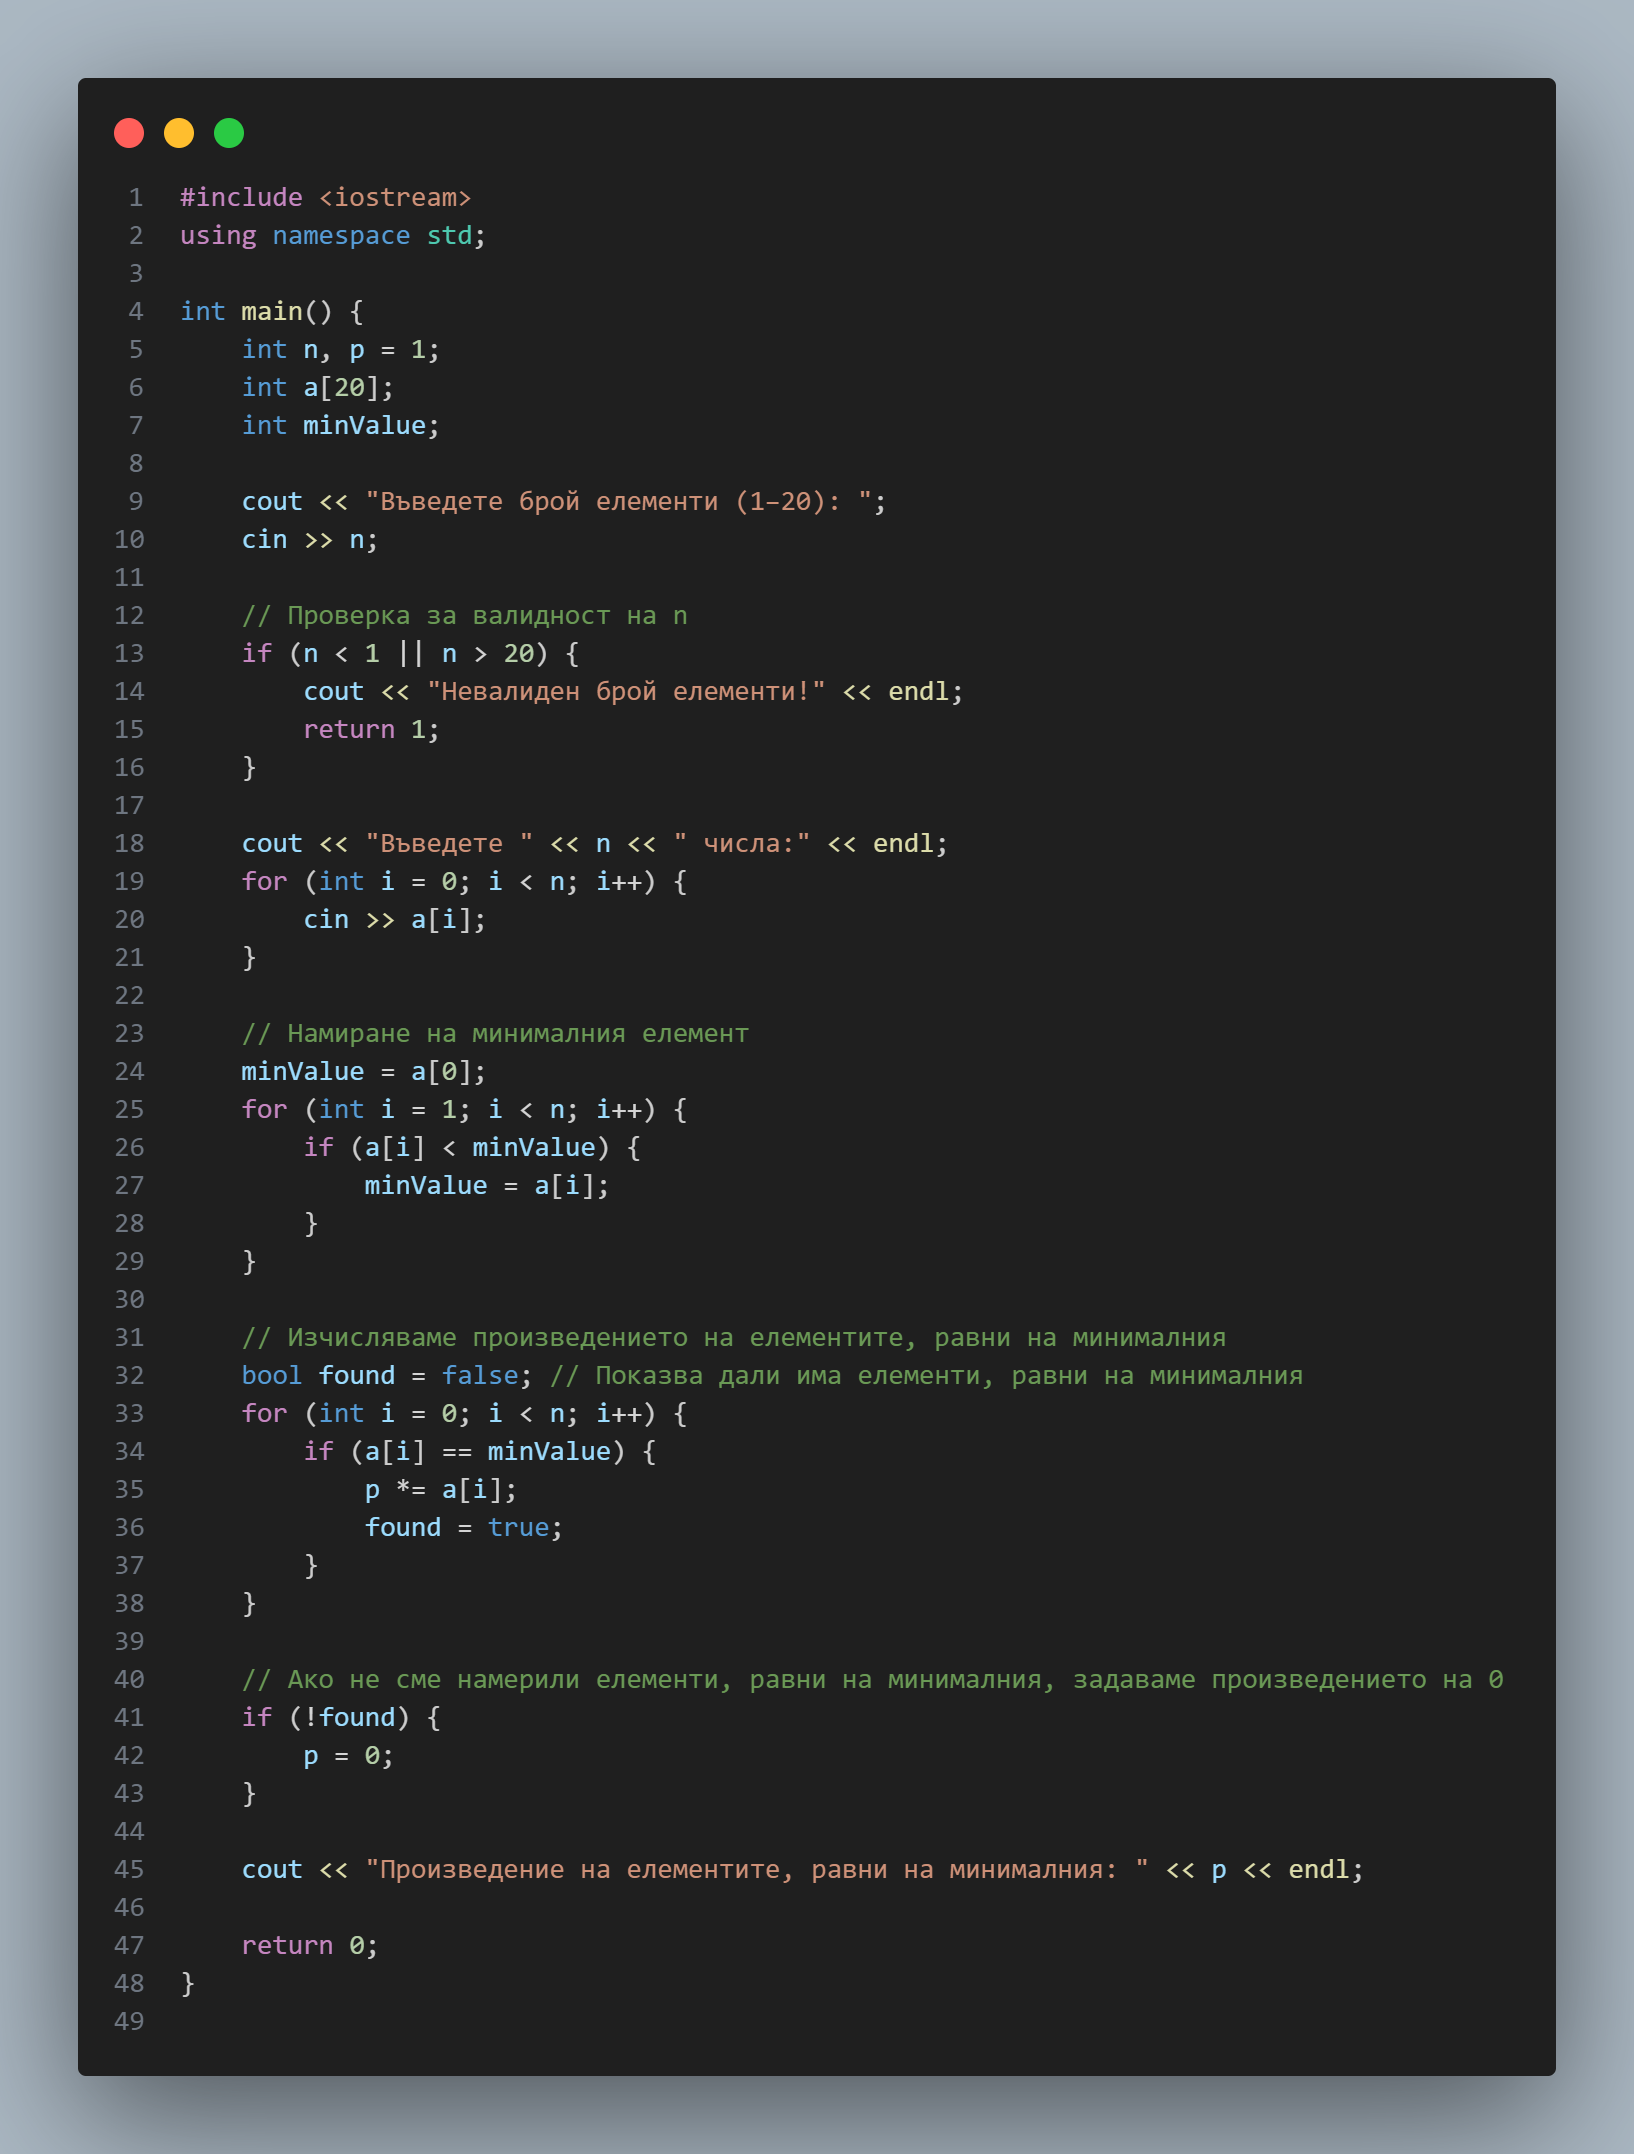 1 #include <iostream>
2 using namespace std;
3
4 int main() {
5     int n, p = 1;
6     int a[20];
7     int minValue;
8
9     cout << "Въведете брой елементи (1–20): ";
10     cin >> n;
11
12     // Проверка за валидност на n
13     if (n < 1 || n > 20) {
14         cout << "Невалиден брой елементи!" << endl;
15         return 1;
16     }
17
18     cout << "Въведете " << n << " числа:" << endl;
19     for (int i = 0; i < n; i++) {
20         cin >> a[i];
21     }
22
23     // Намиране на минималния елемент
24     minValue = a[0];
25     for (int i = 1; i < n; i++) {
26         if (a[i] < minValue) {
27             minValue = a[i];
28         }
29     }
30
31     // Изчисляваме произведението на елементите, равни на минималния
32     bool found = false; // Показва дали има елементи, равни на минималния
33     for (int i = 0; i < n; i++) {
34         if (a[i] == minValue) {
35             p *= a[i];
36             found = true;
37         }
38     }
39
40     // Ако не сме намерили елементи, равни на минималния, задаваме произведението на 0
41     if (!found) {
42         p = 0;
43     }
44
45     cout << "Произведение на елементите, равни на минималния: " << p << endl;
46
47     return 0;
48 }
49